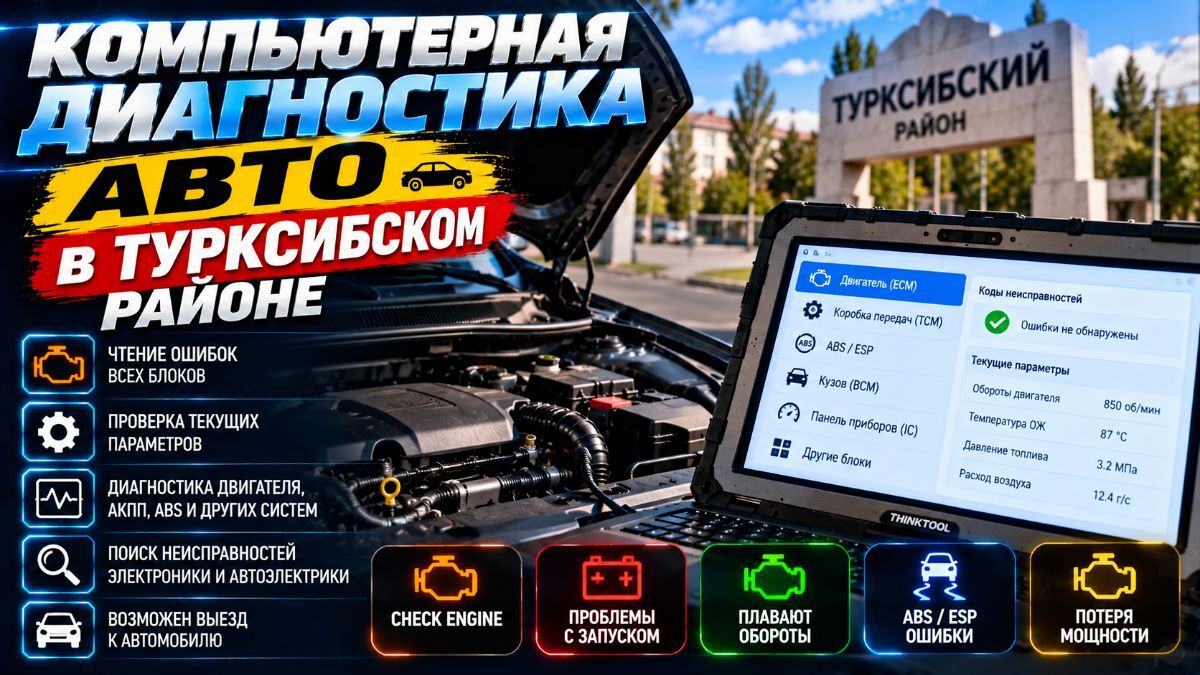 КОМПЬЮТЕРНАЯ
ДИАГНОСТИКА
АВТО
В ТУРКСИБСКОМ
РАЙОНЕ
ЧТЕНИЕ ОШИБОК
ВСЕХ БЛОКОВ
ПРОВЕРКА ТЕКУЩИХ
ПАРАМЕТРОВ
ДИАГНОСТИКА ДВИГАТЕЛЯ,
АКПП, ABS И ДРУГИХ СИСТЕМ
ПОИСК НЕИСПРАВНОСТЕЙ
ЭЛЕКТРОНИКИ И АВТОЭЛЕКТРИКИ
ВОЗМОЖЕН ВЫЕЗД
К АВТОМОБИЛЮ
ТУРКСИБСКИЙ
РАЙОН
Двигатель (ECM)
Коробка передач (TCM)
ABS
ABS / ESP
Кузов (BCM)
Панель приборов (IC)
Другие блоки
Коды неисправностей
Ошибки не обнаружены
Текущие параметры
Обороты двигателя 850 об/мин
Температура ОЖ 87 °C
Давление топлива 3.2 МПа
Расход воздуха 12.4 г/с
THINKTOOL
CHECK ENGINE
ПРОБЛЕМЫ
С ЗАПУСКОМ
ПЛАВАЮТ
ОБОРОТЫ
ABS / ESP
ОШИБКИ
ПОТЕРЯ
МОЩНОСТИ